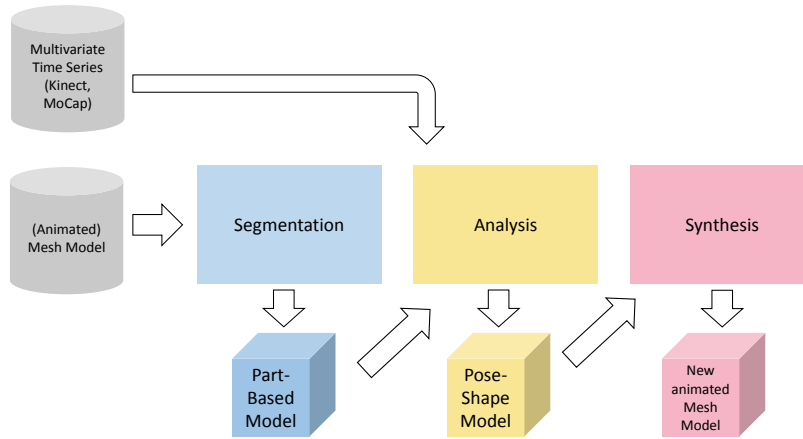 Multivariate
Time Series
(Kinect,
MoCap)
(Animated)
Mesh Model
Segmentation
Analysis
Synthesis
Part-
Based
Model
Pose-
Shape
Model
New
animated
Mesh
Model